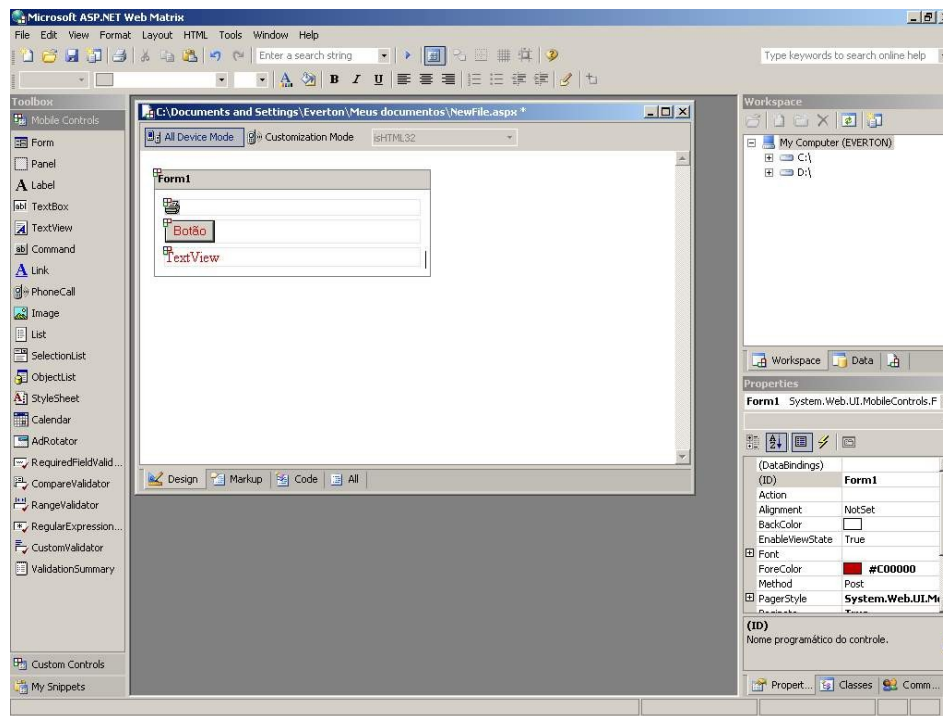 Microsoft ASP.NET Web Matrix
File Edit View Format Layout HTML Tools Window Help
Enter a search string
Type keywords to search online help
B I U
Toolbox
Mobile Controls
Form
Panel
Label
TextBox
TextView
Command
Link
PhoneCall
Image
List
SelectionList
ObjectList
StyleSheet
Calendar
AdRotator
RequiredFieldValid...
CompareValidator
RangeValidator
RegularExpression...
CustomValidator
ValidationSummary
Custom Controls
My Snippets
C:\Documents and Settings\Everton\Meus documentos\NewFile.aspx *
All Device Mode Customization Mode isHTML32
Form1
Botão
TextView
Design Markup Code All
Workspace
My Computer (EVERTON)
C:\
D:\
Workspace Data
Properties
Form1 System.Web.UI.MobileControls.F
(DataBindings)
(ID) Form1
Action
Alignment NotSet
BackColor
EnableViewState True
Font
ForeColor #C00000
Method Post
PagerStyle System.Web.UI.Mo
(ID)
Nome programático do controle.
Propert... Classes Comm...